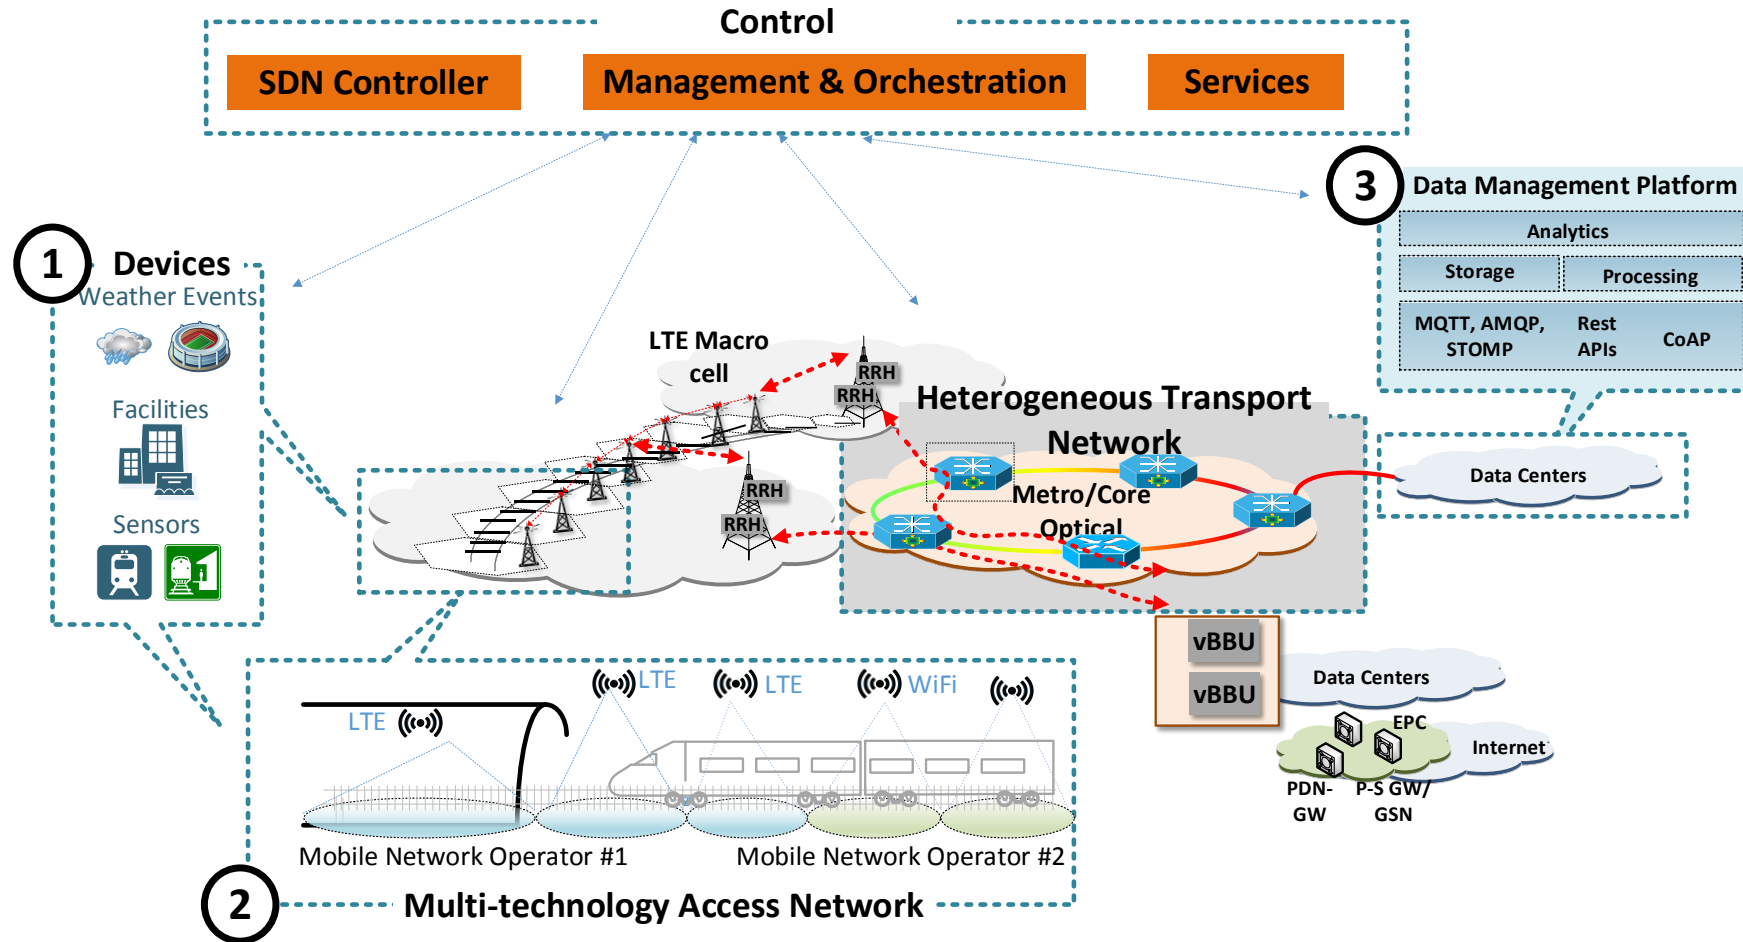 Control
SDN Controller
Management & Orchestration
Services
1
Devices
Weather Events
Facilities
Sensors
3
Data Management Platform
Analytics
Storage
Processing
MQTT, AMQP,
STOMP
Rest
APIs
CoAP
LTE Macro
cell
RRH
RRH
RRH
RRH
Heterogeneous Transport
Network
Metro/Core
Optical
Data Centers
vBBU
vBBU
Data Centers
EPC
Internet
PDN-
GW
P-S GW/
GSN
LTE
LTE
LTE
WiFi
Mobile Network Operator #1
Mobile Network Operator #2
2
Multi-technology Access Network